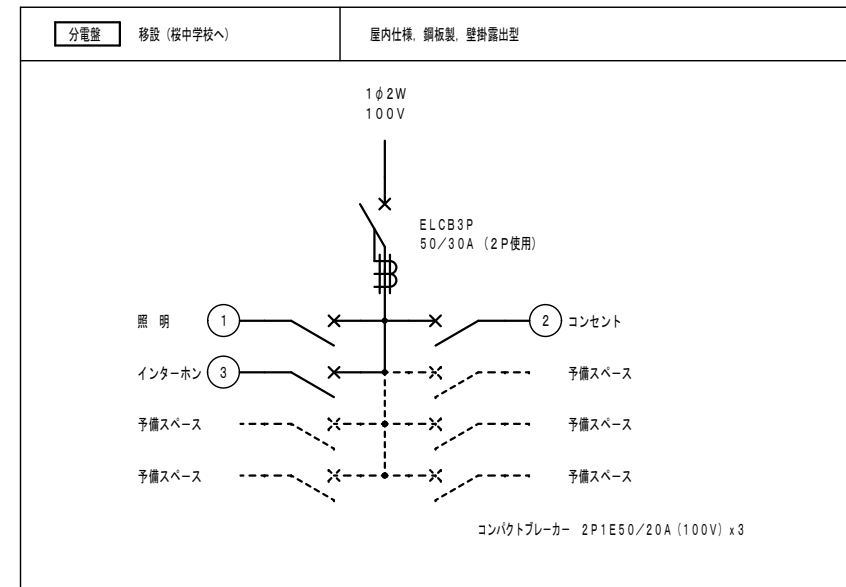 分電盤 移設（桜中学校へ） 屋内仕様，鋼板製，壁掛露出型
1φ2W
100V
ELCB3P
50/30A（2P使用）
照 明 1 2 コンセント
インターホン 3 予備スペース
予備スペース 予備スペース
予備スペース 予備スペース
コンパクトブレーカー 2P1E50/20A(100V)x3